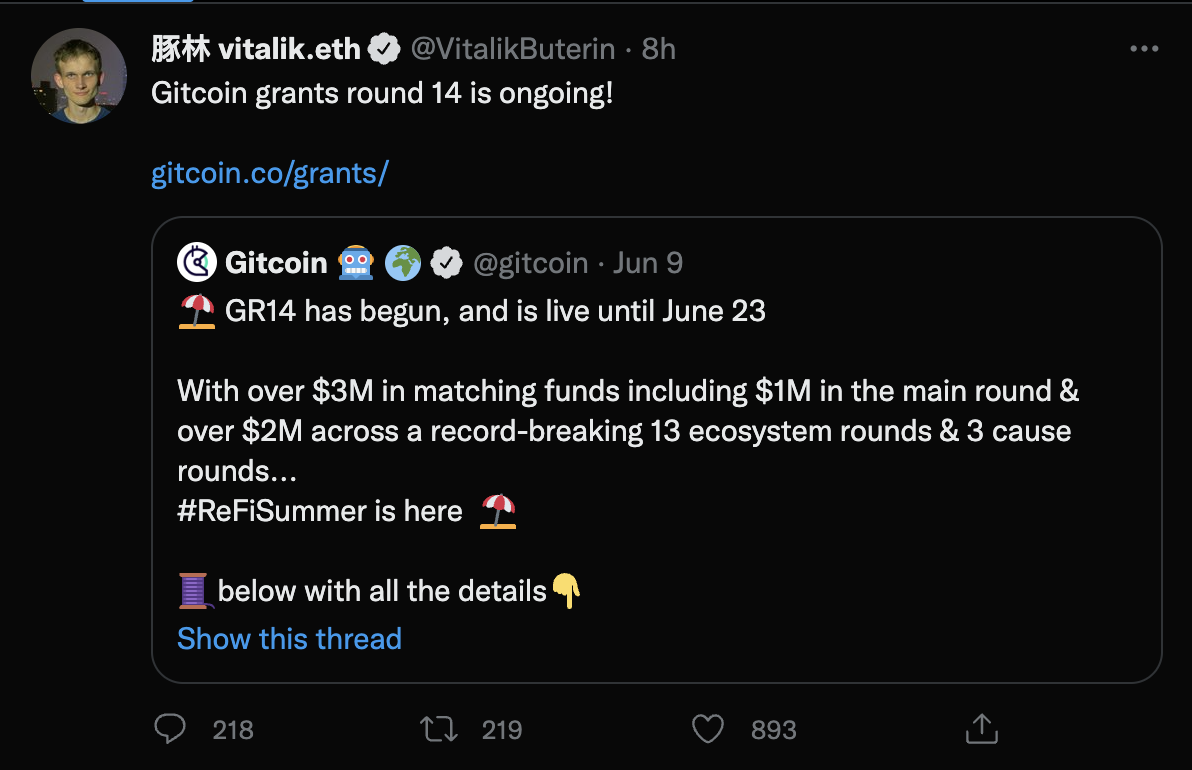 豚林 vitalik.eth @VitalikButerin · 8h
Gitcoin grants round 14 is ongoing!
gitcoin.co/grants/
Gitcoin 🤖 🌍 @gitcoin · Jun 9
⛱️ GR14 has begun, and is live until June 23
With over $3M in matching funds including $1M in the main round &
over $2M across a record-breaking 13 ecosystem rounds & 3 cause
rounds…
#ReFiSummer is here ⛱️
🧵 below with all the details👇
Show this thread
218 219 893